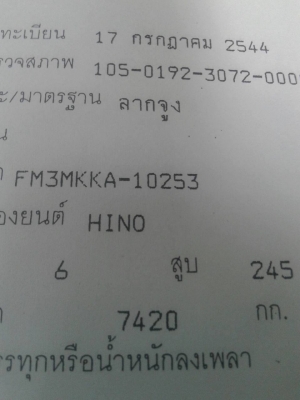 ทะเบียน 17 กรกฎาคม 2544
รวจสภาพ 105-0192-3072-000
ะ/มาตรฐาน ลากจูง
น
FM3MKKA-10253
องยนต์ HINO
6 สูบ 245
7420 กก.
รรทุกหรือน้ำหนักลงเพลา